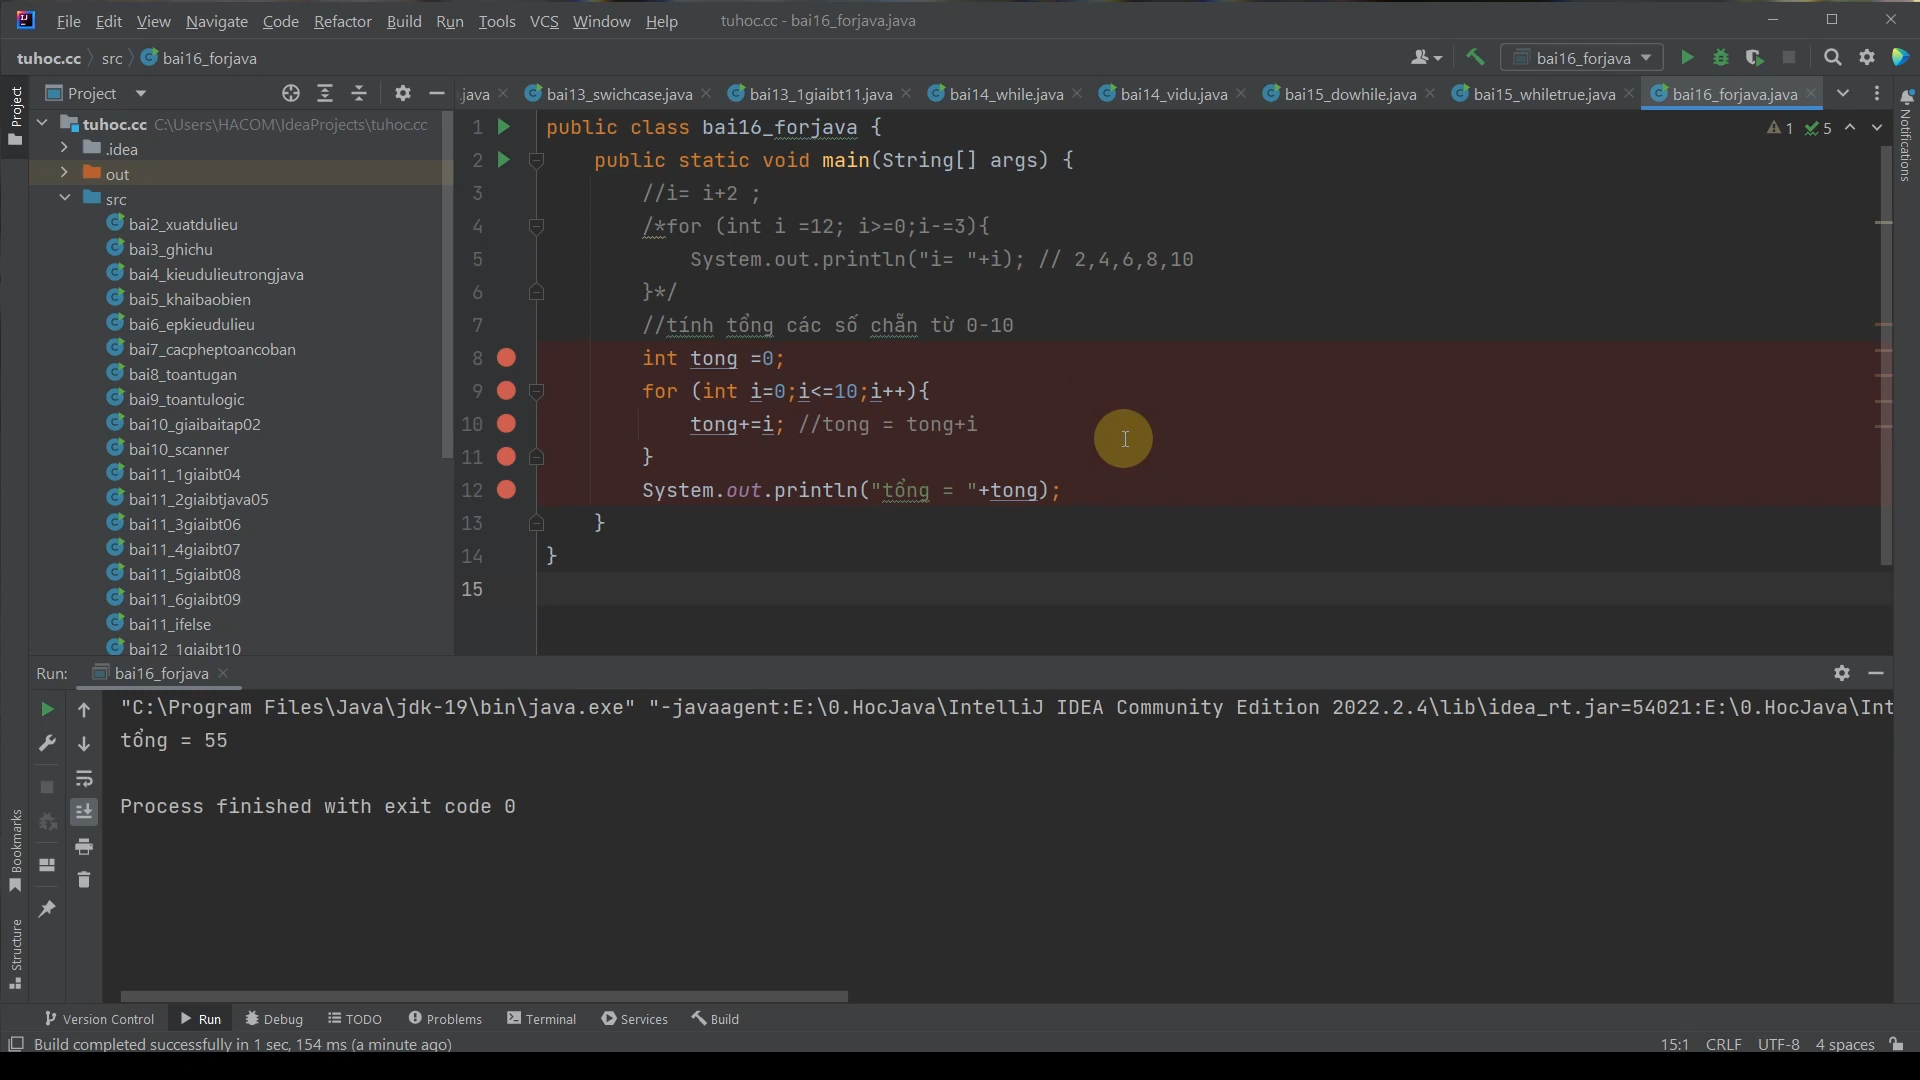 File Edit View Navigate Code Refactor Build Run Tools VCS Window Help tuhoc.cc - bai16_forjava.java
tuhoc.cc src bai16_forjava bai16_forjava
Project .java bai13_swichcase.java bai13_1giaibt11.java bai14_while.java bai14_vidu.java bai15_dowhile.java bai15_whiletrue.java bai16_forjava.java
Project
Notifications
tuhoc.cc C:\Users\HACOM\IdeaProjects\tuhoc.cc
.idea
out
src
bai2_xuatdulieu
bai3_ghichu
bai4_kieudulieutrongjava
bai5_khaibaobien
bai6_epkieudulieu
bai7_cacpheptoancoban
bai8_toantugan
bai9_toantulogic
bai10_giaibaitap02
bai10_scanner
bai11_1giaibt04
bai11_2giaibtjava05
bai11_3giaibt06
bai11_4giaibt07
bai11_5giaibt08
bai11_6giaibt09
bai11_ifelse
bai12_1giaibt10
1 public class bai16_forjava {
1 5
2 public static void main(String[] args) {
3 //i= i+2 ;
4 /*for (int i =12; i>=0;i-=3){
5 System.out.println("i= "+i); // 2,4,6,8,10
6 }*/
7 //tính tổng các số chẵn từ 0-10
8 int tong =0;
9 for (int i=0;i<=10;i++){
10 tong+=i; //tong = tong+i
11 }
12 System.out.println("tổng = "+tong);
13 }
14 }
15
Run: bai16_forjava
"C:\Program Files\Java\jdk-19\bin\java.exe" "-javaagent:E:\0.HocJava\IntelliJ IDEA Community Edition 2022.2.4\lib\idea_rt.jar=54021:E:\0.HocJava\Int
tổng = 55
Process finished with exit code 0
Bookmarks
Structure
Version Control Run Debug TODO Problems Terminal Services Build
Build completed successfully in 1 sec, 154 ms (a minute ago) 15:1 CRLF UTF-8 4 spaces